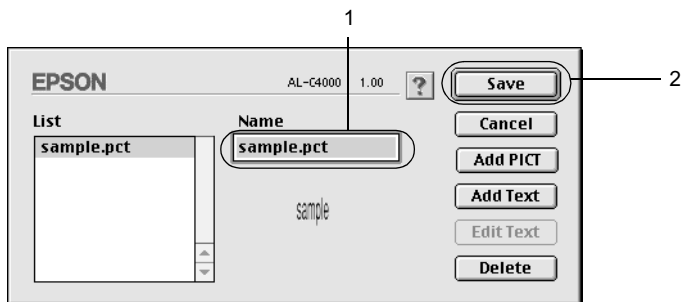 1
EPSON
AL-C4000 1.00
?
Save
2
List
Name
Cancel
sample.pct
sample.pct
Add PICT
sample
Add Text
Edit Text
Delete